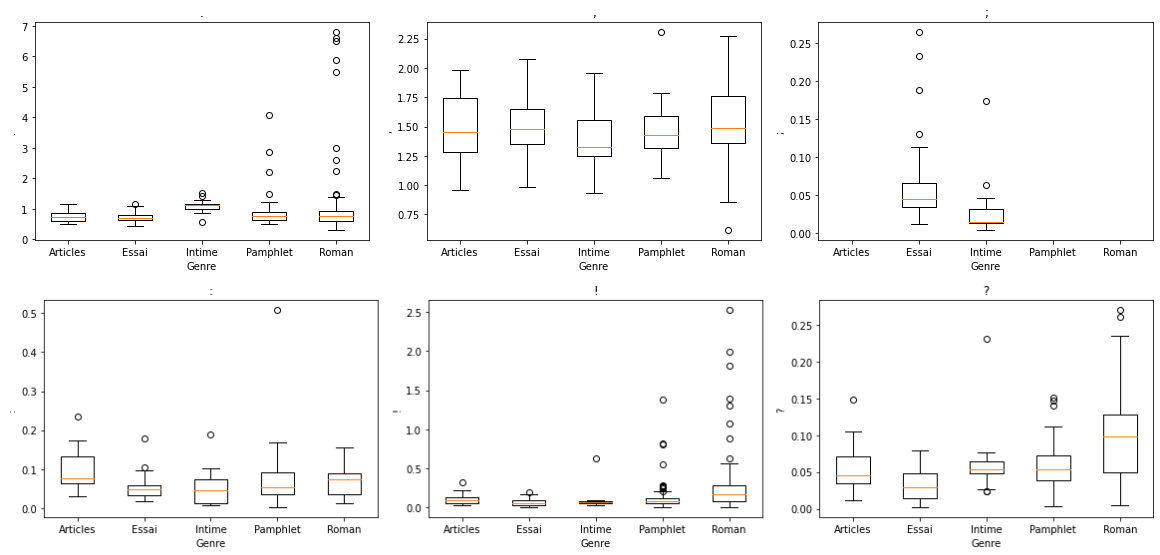 . , ;
7 2.25 0.25
6 2.00 0.20
5 1.75 0.15
4 1.50 0.10
3 1.25 0.05
2 1.00 0.00
1 0.75
0
. , ;
Articles Essai Intime Pamphlet Roman Articles Essai Intime Pamphlet Roman Articles Essai Intime Pamphlet Roman
Genre Genre Genre
: ! ?
0.5 2.5 0.25
0.4 2.0 0.20
0.3 1.5 0.15
0.2 1.0 0.10
0.1 0.5 0.05
0.0 0.0 0.00
: ! ?
Articles Essai Intime Pamphlet Roman Articles Essai Intime Pamphlet Roman Articles Essai Intime Pamphlet Roman
Genre Genre Genre